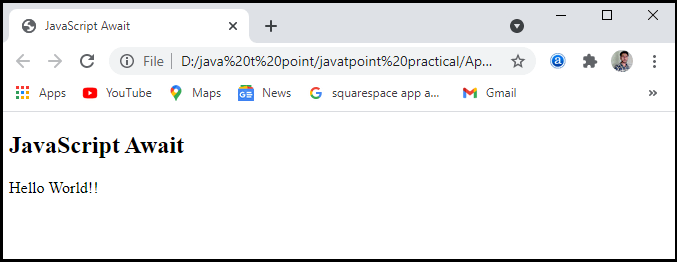 JavaScript Await
File D:/java%20t%20point/javatpoint%20practical/Ap...
Apps YouTube Maps News squarespace app a... Gmail
JavaScript Await
Hello World!!